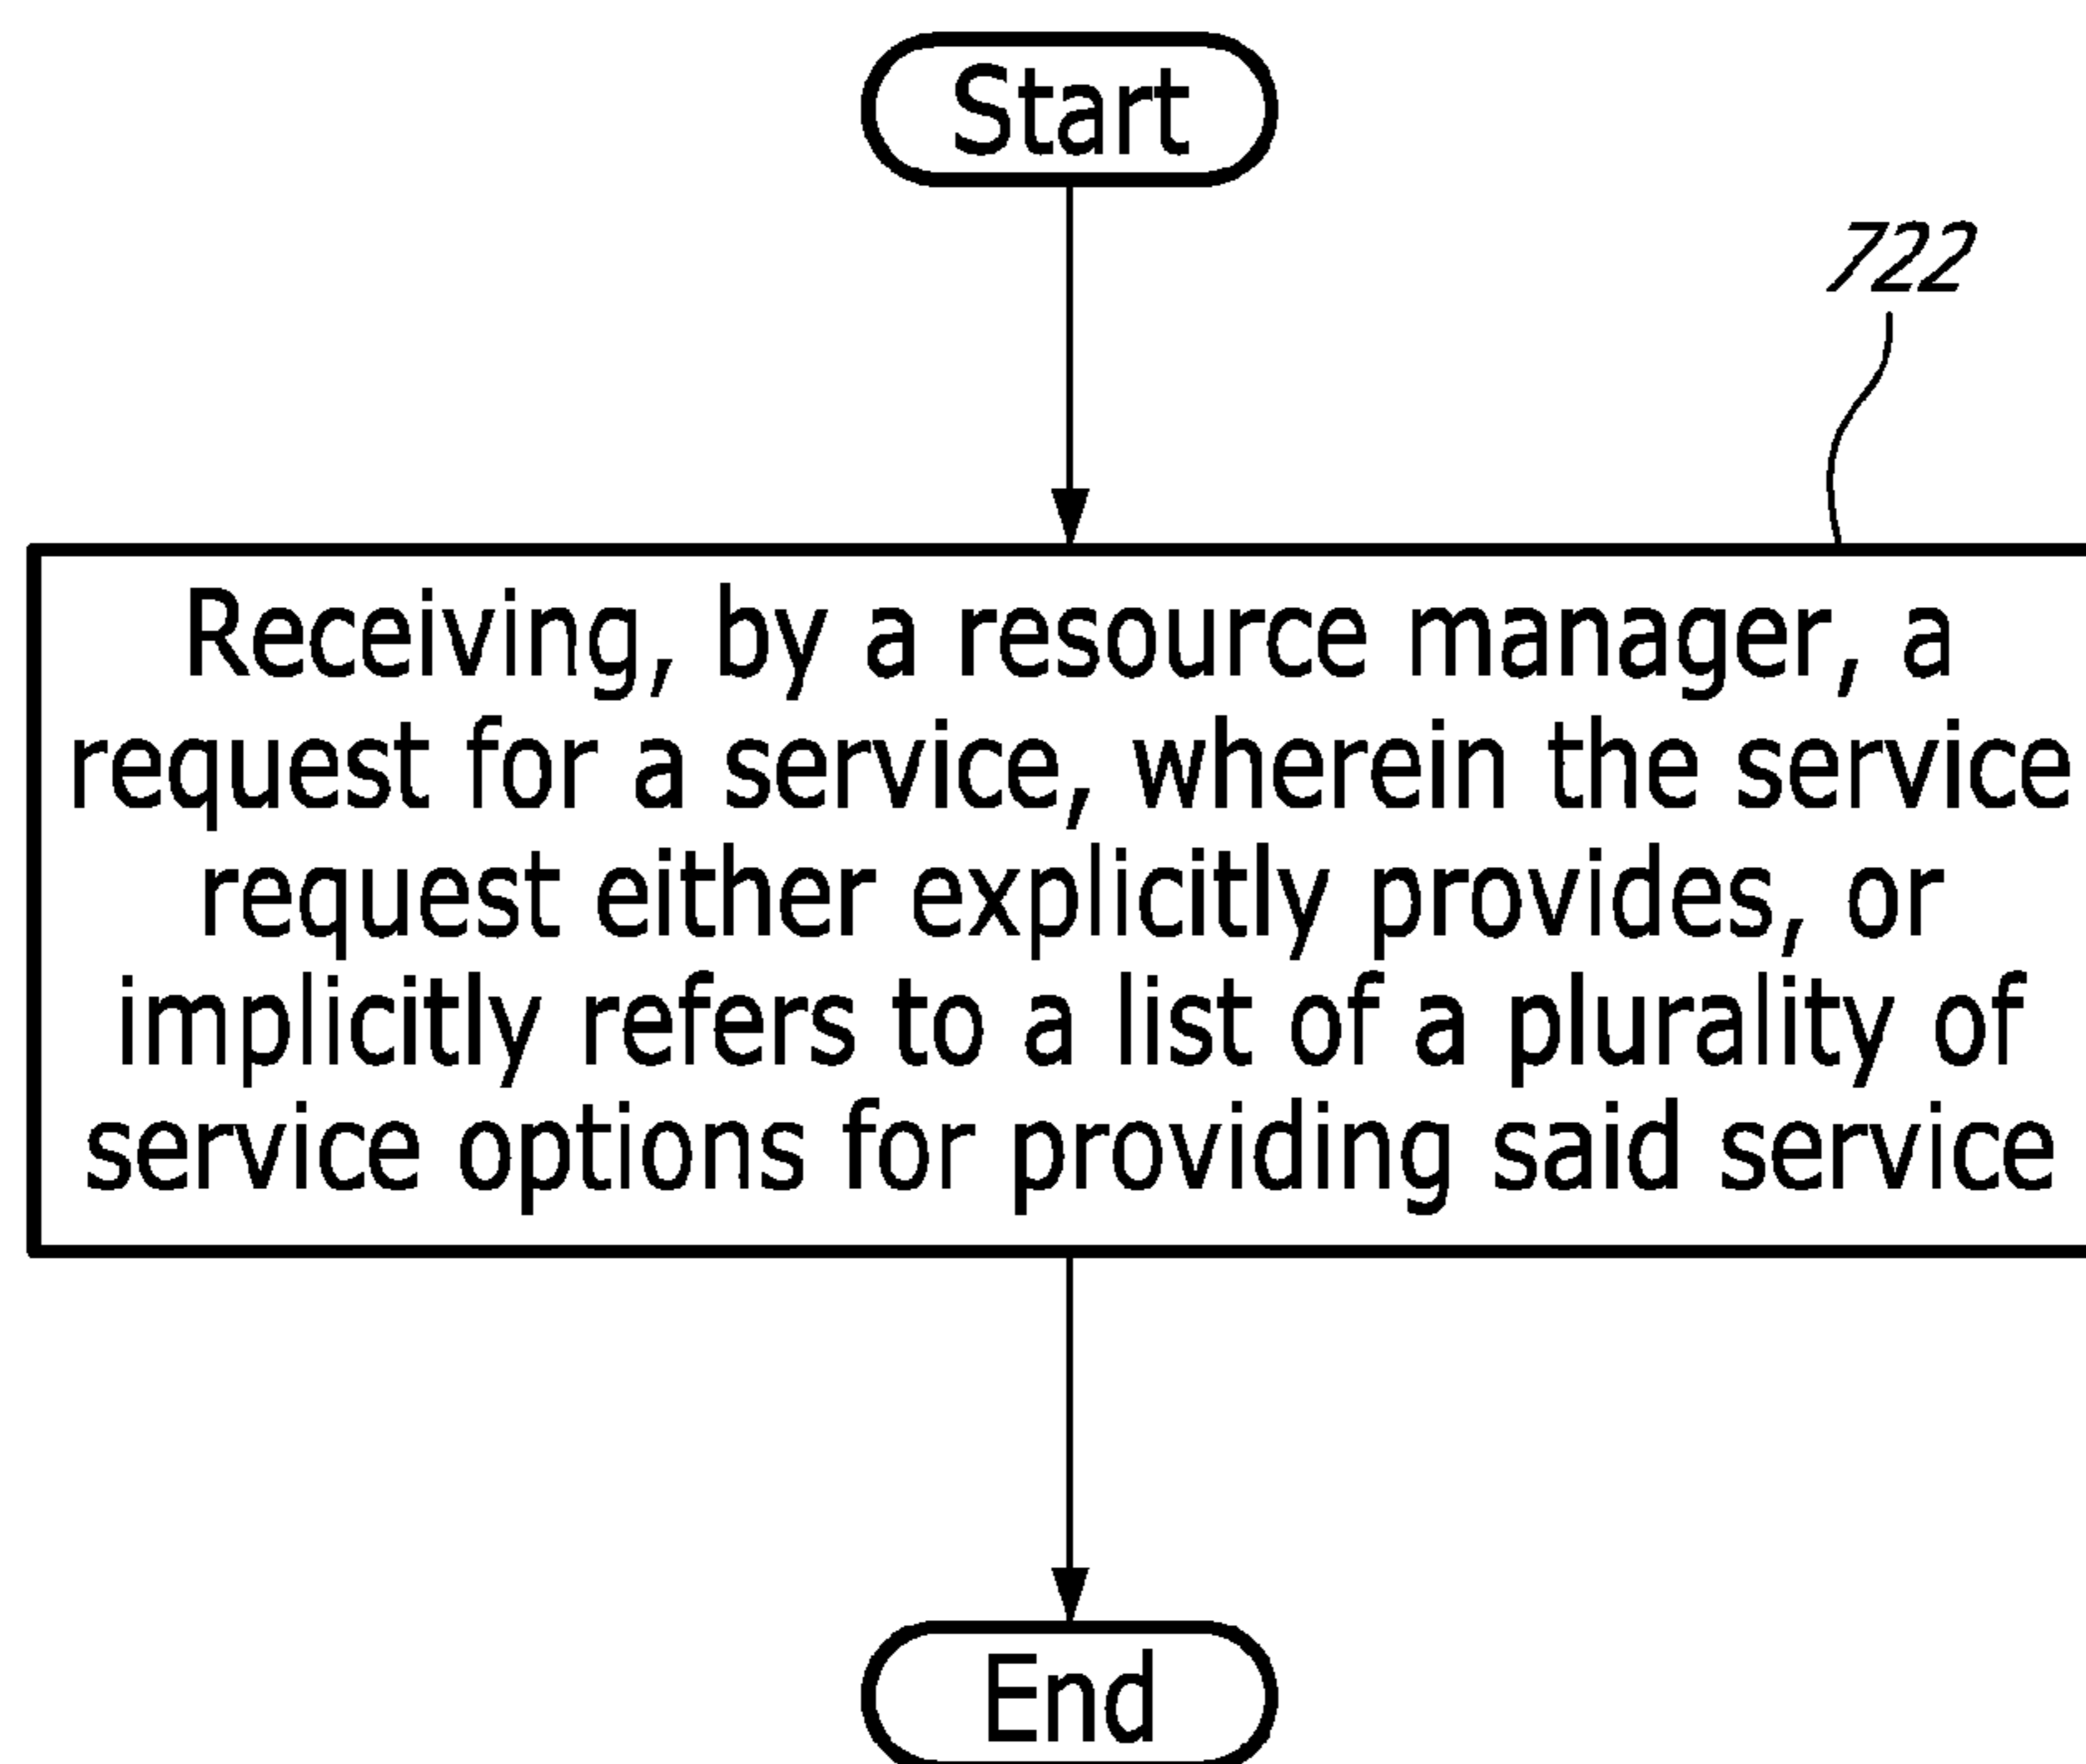 Start
722
Receiving, by a resource manager, a
request for a service, wherein the service
request either explicitly provides, or
implicitly refers to a list of a plurality of
service options for providing said service
End